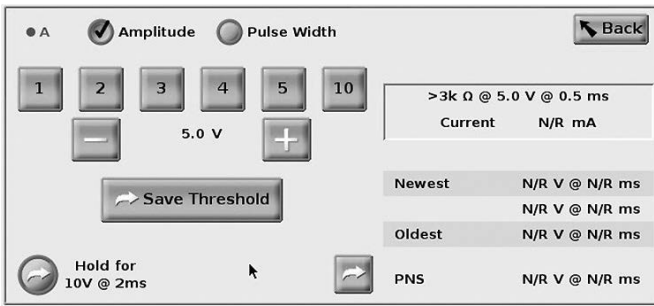 A Amplitude Pulse Width Back
1 2 3 4 5 10
− 5.0 V +
Save Threshold
Hold for
10V @ 2ms
>3k Ω @ 5.0 V @ 0.5 ms
Current N/R mA
Newest N/R V @ N/R ms
N/R V @ N/R ms
Oldest N/R V @ N/R ms
PNS N/R V @ N/R ms